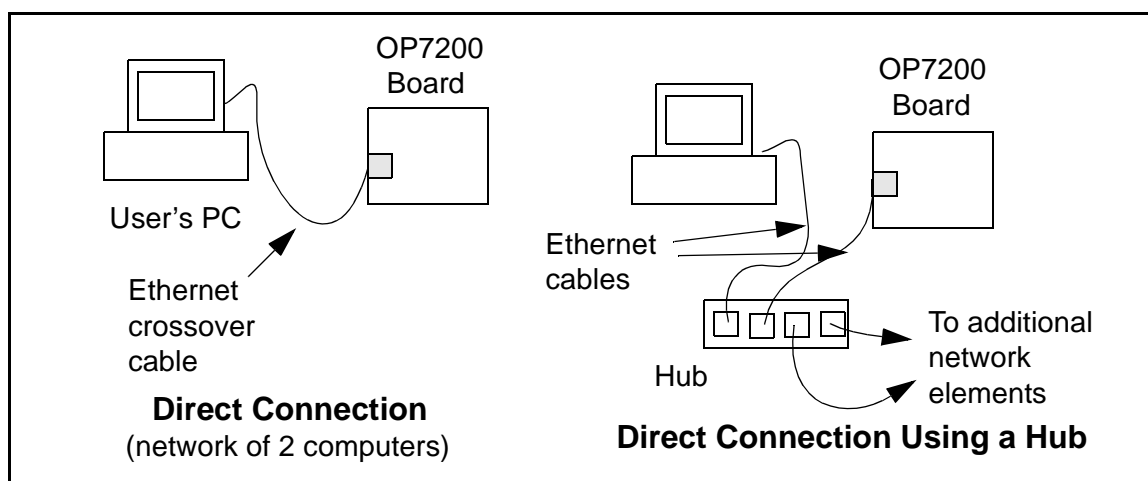 OP7200
Board
User's PC
Ethernet
crossover
cable
Direct Connection
(network of 2 computers)
OP7200
Board
Ethernet
cables
Hub
To additional
network
elements
Direct Connection Using a Hub